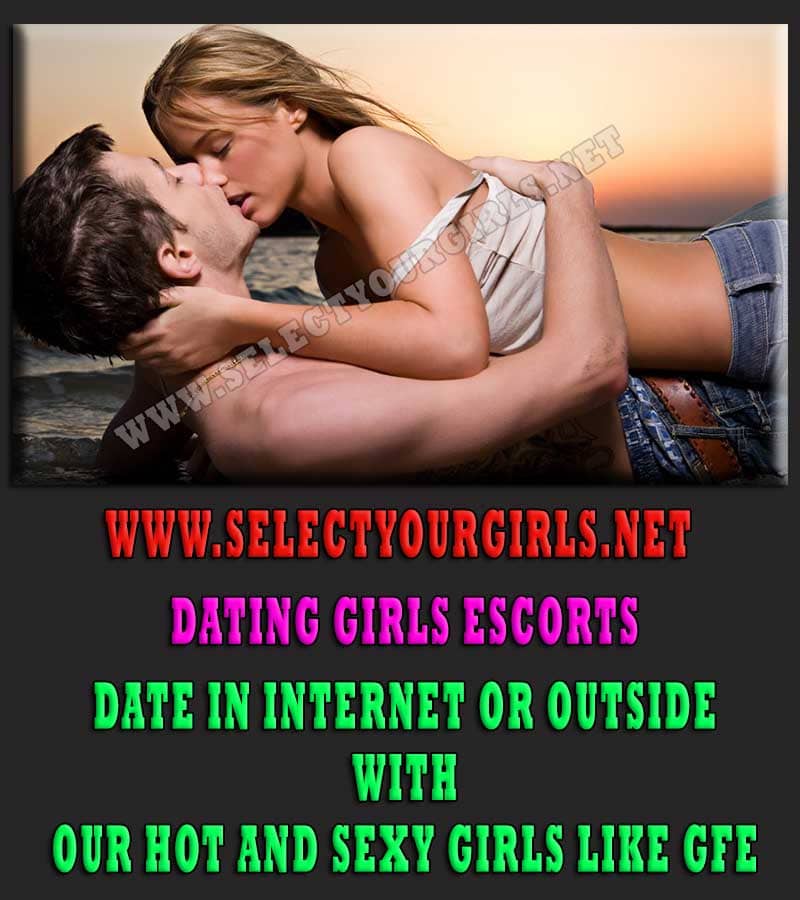 WWW.SELECTYOURGIRLS.NET
WWW.SELECTYOURGIRLS.NET
DATING GIRLS ESCORTS
DATE IN INTERNET OR OUTSIDE
WITH
OUR HOT AND SEXY GIRLS LIKE GFE